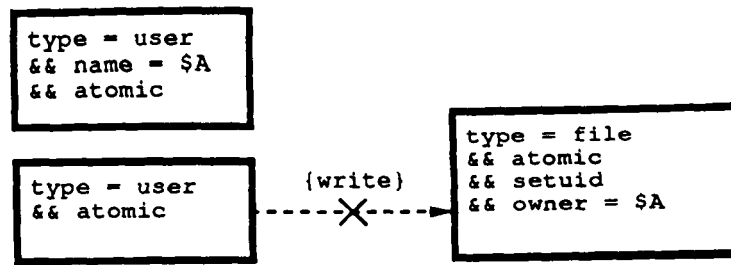 type = user
&& name = $A
&& atomic
type = user
&& atomic
{write}
type = file
&& atomic
&& setuid
&& owner = $A